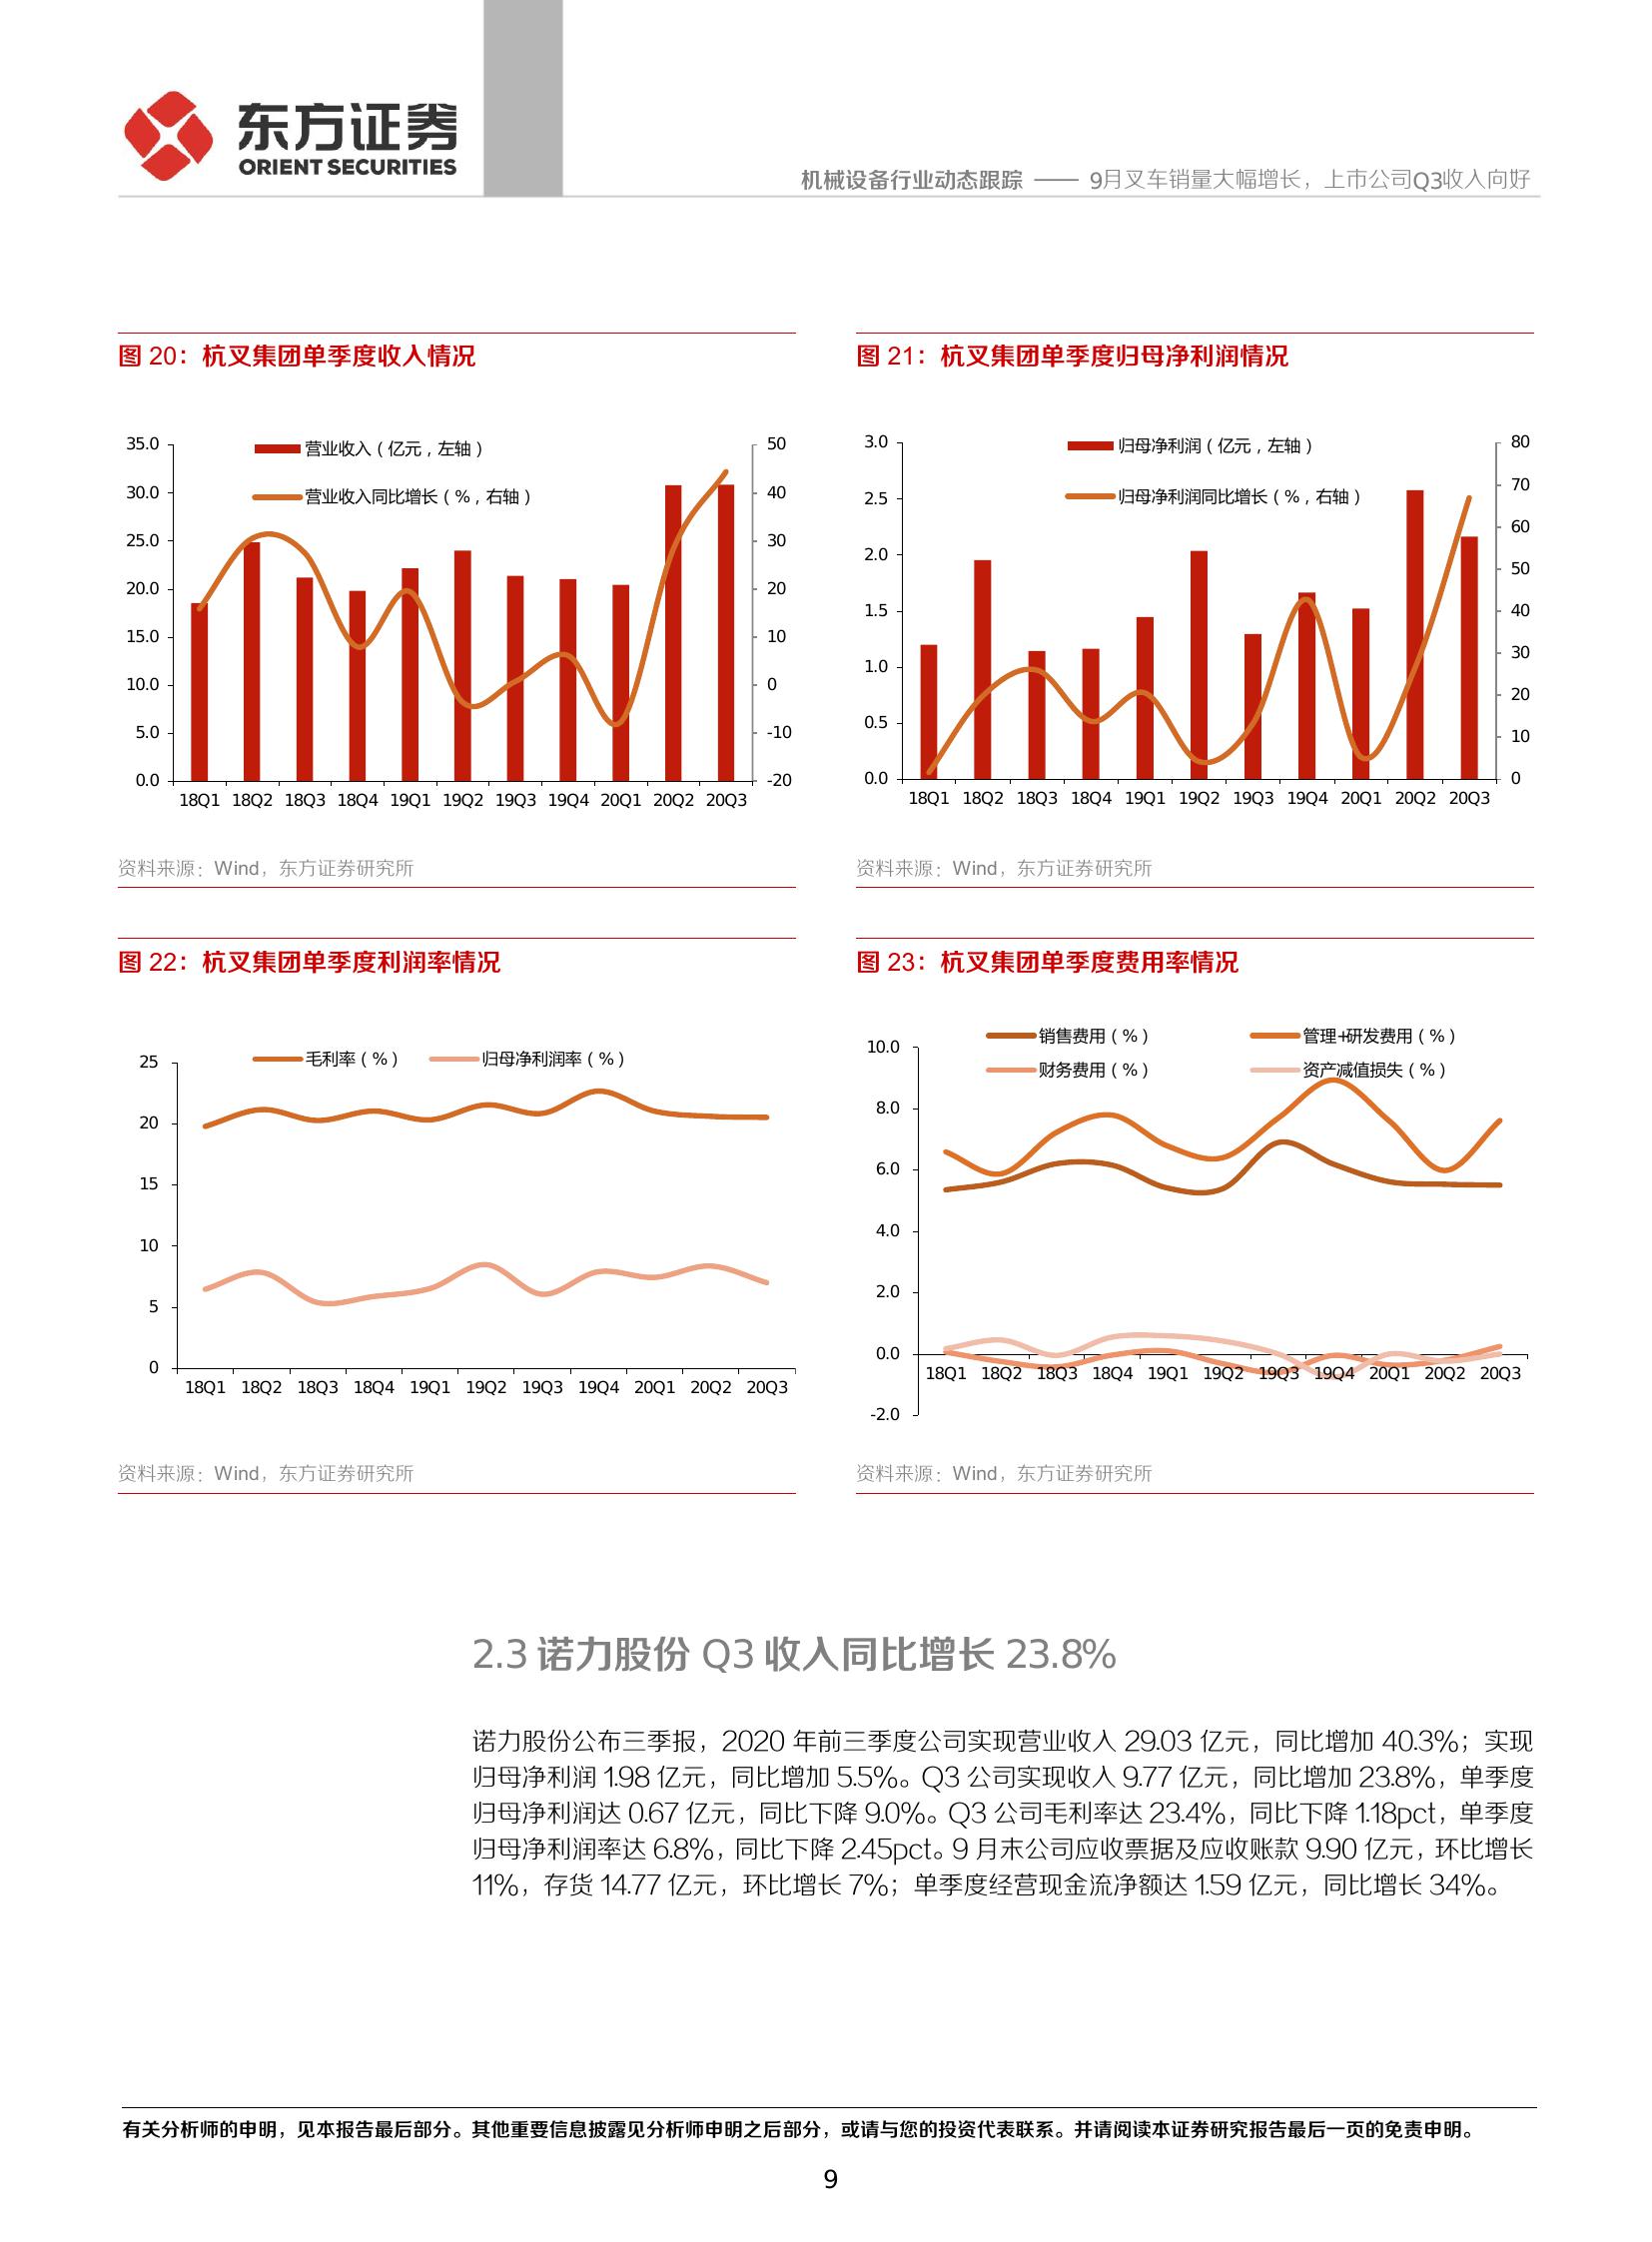 东方证券
ORIENT SECURITIES
机械设备行业动态跟踪 —— 9月叉车销量大幅增长，上市公司Q3收入向好
图 20：杭叉集团单季度收入情况
营业收入（亿元，左轴）
营业收入同比增长（%，右轴）
35.0
30.0
25.0
20.0
15.0
10.0
5.0
0.0
50
40
30
20
10
0
-10
-20
18Q1 18Q2 18Q3 18Q4 19Q1 19Q2 19Q3 19Q4 20Q1 20Q2 20Q3
资料来源：Wind，东方证券研究所
图 21：杭叉集团单季度归母净利润情况
归母净利润（亿元，左轴）
归母净利润同比增长（%，右轴）
3.0
2.5
2.0
1.5
1.0
0.5
0.0
80
70
60
50
40
30
20
10
0
18Q1 18Q2 18Q3 18Q4 19Q1 19Q2 19Q3 19Q4 20Q1 20Q2 20Q3
资料来源：Wind，东方证券研究所
图 22：杭叉集团单季度利润率情况
毛利率（%） 归母净利润率（%）
25
20
15
10
5
0
18Q1 18Q2 18Q3 18Q4 19Q1 19Q2 19Q3 19Q4 20Q1 20Q2 20Q3
资料来源：Wind，东方证券研究所
图 23：杭叉集团单季度费用率情况
销售费用（%） 管理+研发费用（%）
财务费用（%） 资产减值损失（%）
10.0
8.0
6.0
4.0
2.0
0.0
-2.0
18Q1 18Q2 18Q3 18Q4 19Q1 19Q2 19Q3 19Q4 20Q1 20Q2 20Q3
资料来源：Wind，东方证券研究所
2.3 诺力股份 Q3 收入同比增长 23.8%
诺力股份公布三季报，2020 年前三季度公司实现营业收入 29.03 亿元，同比增加 40.3%；实现
归母净利润 1.98 亿元，同比增加 5.5%。Q3 公司实现收入 9.77 亿元，同比增加 23.8%，单季度
归母净利润达 0.67 亿元，同比下降 9.0%。Q3 公司毛利率达 23.4%，同比下降 1.18pct，单季度
归母净利润率达 6.8%，同比下降 2.45pct。9 月末公司应收票据及应收账款 9.90 亿元，环比增长
11%，存货 14.77 亿元，环比增长 7%；单季度经营现金流净额达 1.59 亿元，同比增长 34%。
有关分析师的申明，见本报告最后部分。其他重要信息披露见分析师申明之后部分，或请与您的投资代表联系。并请阅读本证券研究报告最后一页的免责申明。
9